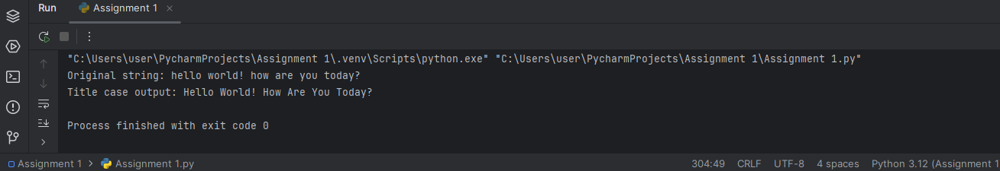 Run Assignment 1
"C:\Users\user\PycharmProjects\Assignment 1\.venv\Scripts\python.exe" "C:\Users\user\PycharmProjects\Assignment 1\Assignment 1.py"
Original string: hello world! how are you today?
Title case output: Hello World! How Are You Today?
Process finished with exit code 0
Assignment 1 > Assignment 1.py 304:49 CRLF UTF-8 4 spaces Python 3.12 (Assignment 1